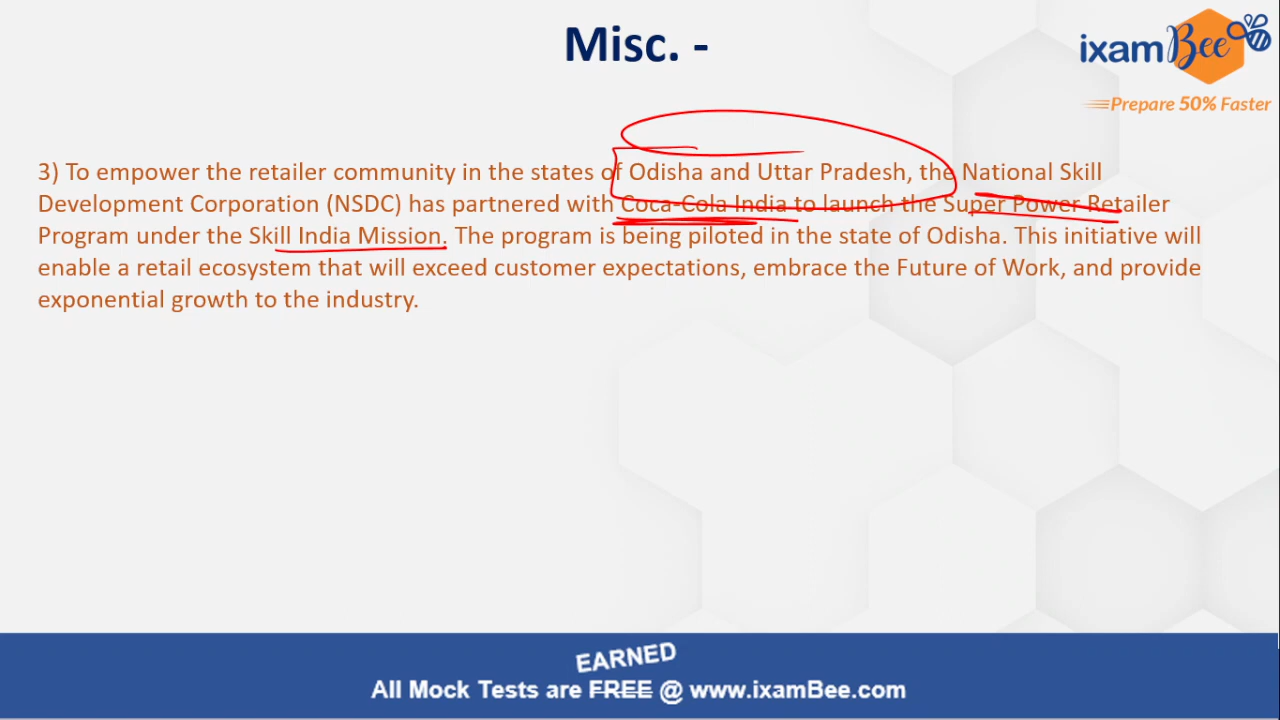 Misc. -
ixamBee
Prepare 50% Faster
3) To empower the retailer community in the states of Odisha and Uttar Pradesh, the National Skill
Development Corporation (NSDC) has partnered with Coca-Cola India to launch the Super Power Retailer
Program under the Skill India Mission. The program is being piloted in the state of Odisha. This initiative will
enable a retail ecosystem that will exceed customer expectations, embrace the Future of Work, and provide
exponential growth to the industry.
EARNED
All Mock Tests are FREE @ www.ixamBee.com